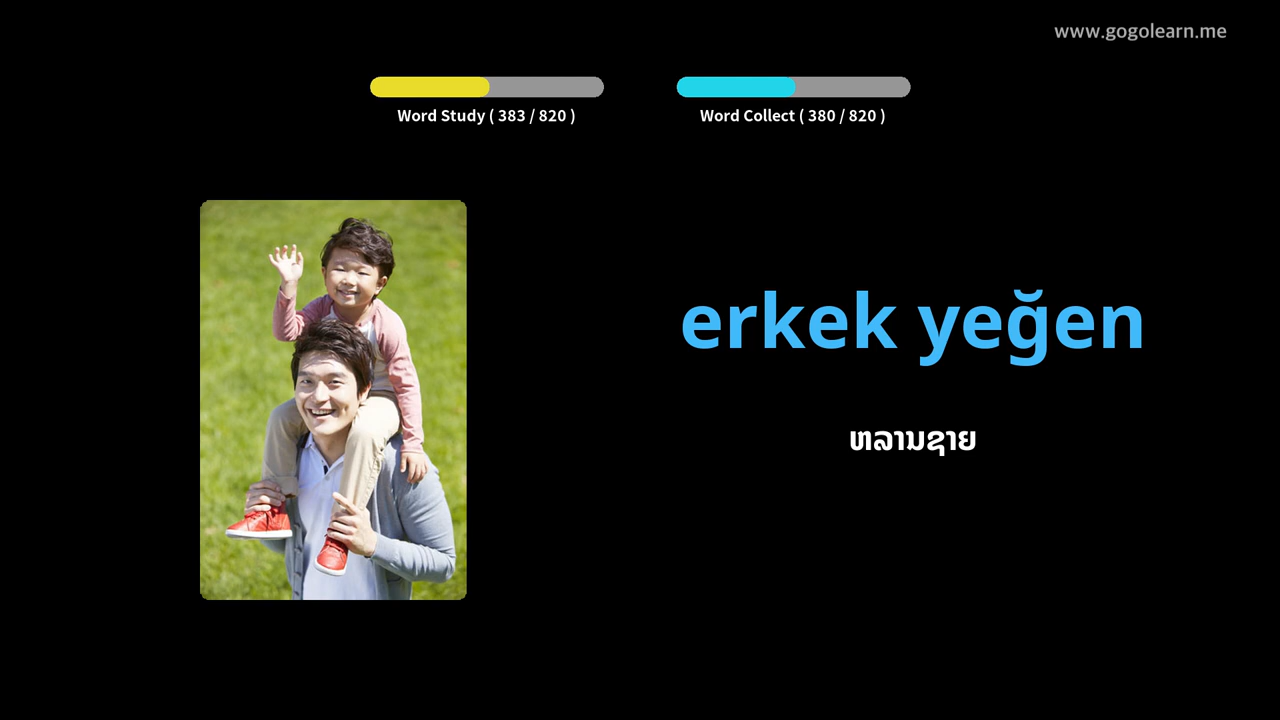 www.gogolearn.me
Word Study ( 383 / 820 )
Word Collect ( 380 / 820 )
erkek yeğen
ຫລານຊາຍ